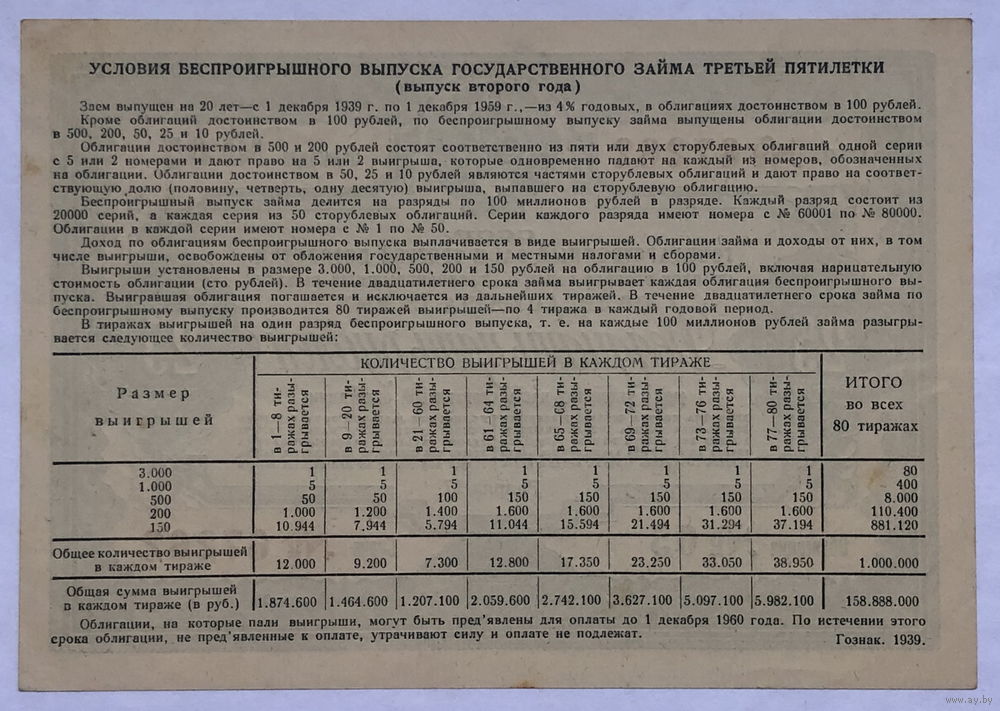 УСЛОВИЯ БЕСПРОИГРЫШНОГО ВЫПУСКА ГОСУДАРСТВЕННОГО ЗАЙМА ТРЕТЬЕЙ ПЯТИЛЕТКИ
(выпуск второго года)
Заем выпущен на 20 лет—с 1 декабря 1939 г. по 1 декабря 1959 г.,—из 4% годовых, в облигациях достоинством в 100 рублей.
Кроме облигаций достоинством в 100 рублей, по беспроигрышному выпуску займа выпущены облигации достоинством
в 500, 200, 50, 25 и 10 рублей.
Облигации достоинством в 500 и 200 рублей состоят соответственно из пяти или двух сторублевых облигаций одной серии
с 5 или 2 номерами и дают право на 5 или 2 выигрыша, которые одновременно падают на каждый из номеров, обозначенных
на облигации. Облигации достоинством в 50, 25 и 10 рублей являются частями сторублевых облигаций и дают право на соответ-
ствующую долю (половину, четверть, одну десятую) выигрыша, выпавшего на сторублевую облигацию.
Беспроигрышный выпуск займа делится на разряды по 100 миллионов рублей в разряде. Каждый разряд состоит из
20000 серий, а каждая серия из 50 сторублевых облигаций. Серии каждого разряда имеют номера с № 60001 по № 80000.
Облигации в каждой серии имеют номера с № 1 по № 50.
Доход по облигациям беспроигрышного выпуска выплачивается в виде выигрышей. Облигации займа и доходы от них, в том
числе выигрыши, освобождены от обложения государственными и местными налогами и сборами.
Выигрыши установлены в размере 3.000, 1.000, 500, 200 и 150 рублей на облигацию в 100 рублей, включая нарицательную
стоимость облигации (сто рублей). В течение двадцатилетнего срока займа выигрывает каждая облигация беспроигрышного вы-
пуска. Выигравшая облигация погашается и исключается из дальнейших тиражей. В течение двадцатилетнего срока займа по
беспроигрышному выпуску производится 80 тиражей выигрышей—по 4 тиража в каждый годовой период.
В тиражах выигрышей на один разряд беспроигрышного выпуска, т. е. на каждые 100 миллионов рублей займа разыгры-
вается следующее количество выигрышей:
Размер
выигрышей
КОЛИЧЕСТВО ВЫИГРЫШЕЙ В КАЖДОМ ТИРАЖЕ
в 1—8 ти-
ражах разы-
грывается
в 9—20 ти-
ражах разы-
грывается
в 21—60 ти-
ражах разы-
грывается
в 61—64 ти-
ражах разы-
грывается
в 65—68 ти-
ражах разы-
грывается
в 69—72 ти-
ражах разы-
грывается
в 73—76 ти-
ражах разы-
грывается
в 77—80 ти-
ражах разы-
грывается
ИТОГО
во всех
80 тиражах
3.000 1 1 1 1 1 1 1 1 80
1.000 5 5 5 5 5 5 5 5 400
500 50 50 100 150 150 150 150 150 8.000
200 1.000 1.200 1.400 1.600 1.600 1.600 1.600 1.600 110.400
150 10.944 7.944 5.794 11.044 15.594 21.494 31.294 37.194 881.120
Общее количество выигрышей
в каждом тираже 12.000 9.200 7.300 12.800 17.350 23.250 33.050 38.950 1.000.000
Общая сумма выигрышей
в каждом тираже (в руб.) 1.874.600 1.464.600 1.207.100 2.059.600 2.742.100 3.627.100 5.097.100 5.982.100 158.888.000
Облигации, на которые пали выигрыши, могут быть пред'явлены для оплаты до 1 декабря 1960 года. По истечении этого
срока облигации, не пред'явленные к оплате, утрачивают силу и оплате не подлежат.
Гознак. 1939.
www.ay.by